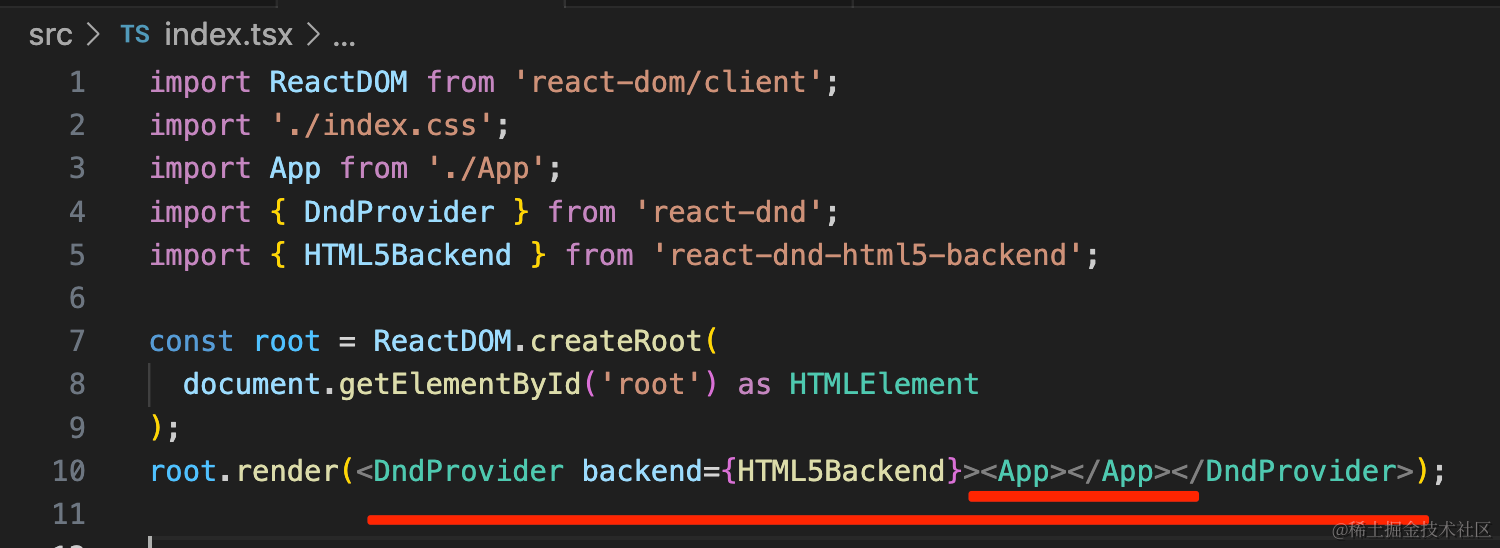 src > TS index.tsx > ...
1 import ReactDOM from 'react-dom/client';
2 import './index.css';
3 import App from './App';
4 import { DndProvider } from 'react-dnd';
5 import { HTML5Backend } from 'react-dnd-html5-backend';
6
7 const root = ReactDOM.createRoot(
8   document.getElementById('root') as HTMLElement
9 );
10 root.render(<DndProvider backend={HTML5Backend}><App></App></DndProvider>);
11
@稀土掘金技术社区